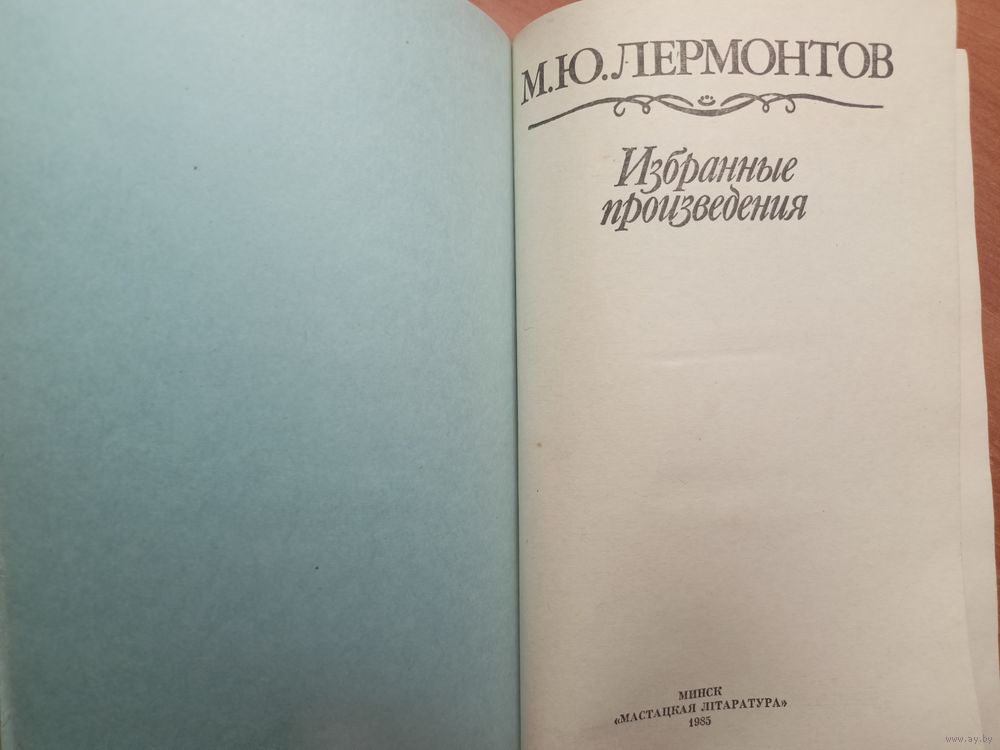 М.Ю.ЛЕРМОНТОВ
Избранные
произведения
МИНСК
«МАСТАЦКАЯ ЛІТАРАТУРА»
1985
www.ay.by